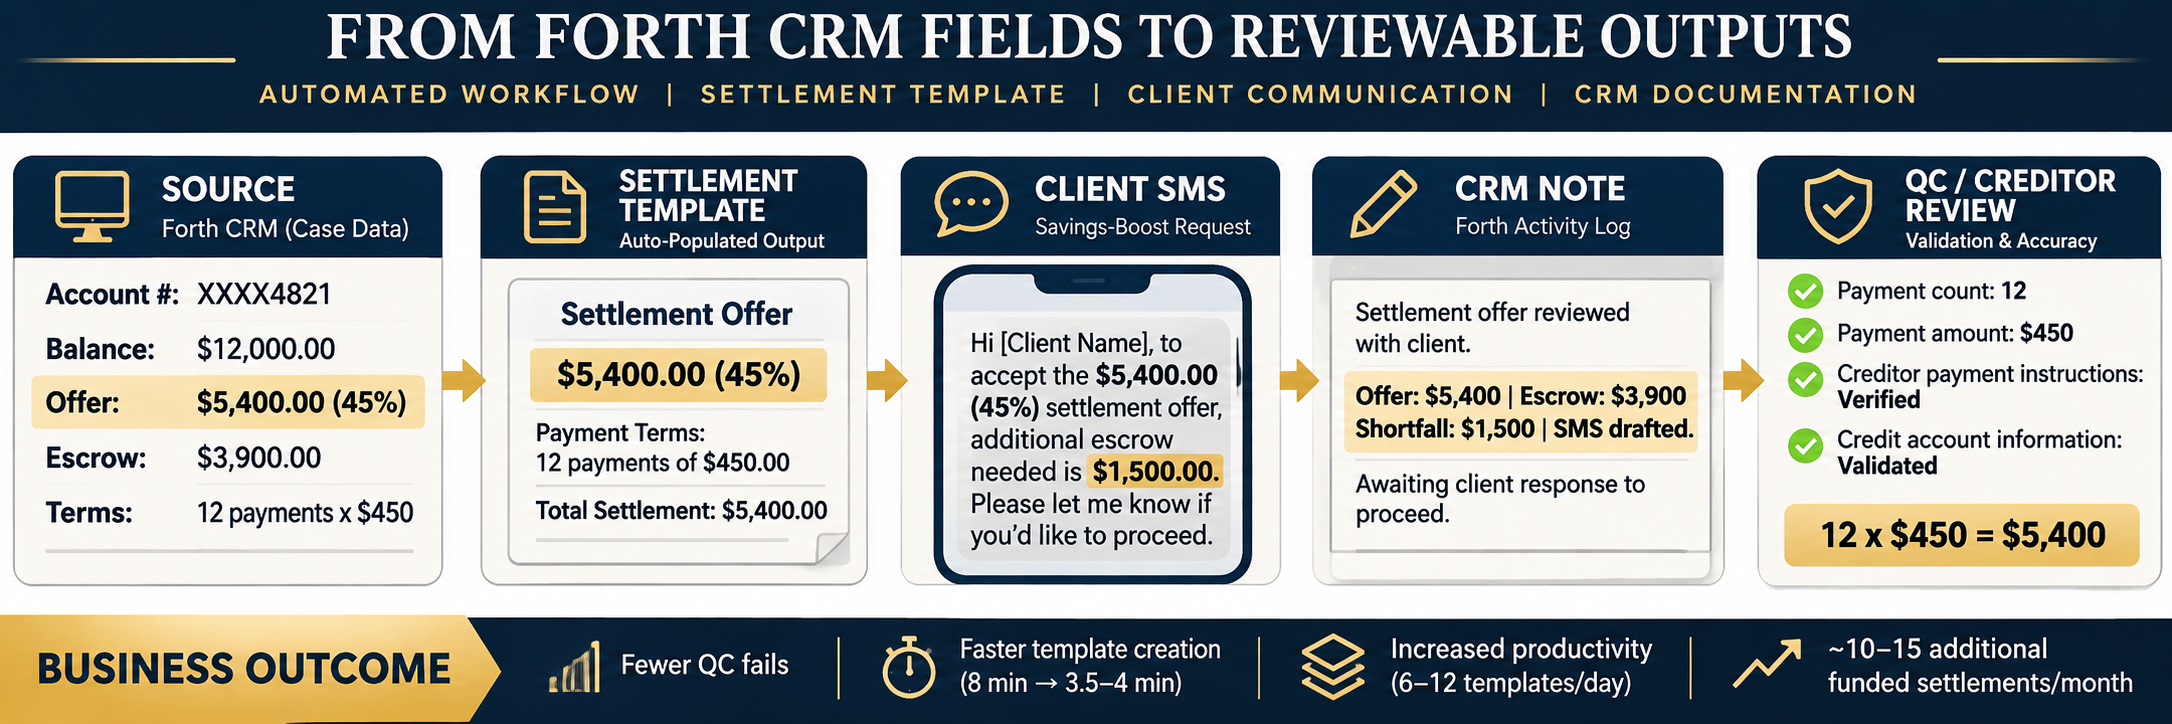 FROM FORTH CRM FIELDS TO REVIEWABLE OUTPUTS
AUTOMATED WORKFLOW | SETTLEMENT TEMPLATE | CLIENT COMMUNICATION | CRM DOCUMENTATION
SOURCE
Forth CRM (Case Data)
Account #: XXXX4821
Balance: $12,000.00
Offer: $5,400.00 (45%)
Escrow: $3,900.00
Terms: 12 payments x $450
SETTLEMENT
TEMPLATE
Auto-Populated Output
Settlement Offer
$5,400.00 (45%)
Payment Terms:
12 payments of $450.00
Total Settlement: $5,400.00
CLIENT SMS
Savings-Boost Request
Hi [Client Name], to
accept the $5,400.00
(45%) settlement offer,
additional escrow
needed is $1,500.00.
Please let me know if
you'd like to proceed.
CRM NOTE
Forth Activity Log
Settlement offer reviewed
with client.
Offer: $5,400 | Escrow: $3,900
Shortfall: $1,500 | SMS drafted.
Awaiting client response to
proceed.
QC / CREDITOR
REVIEW
Validation & Accuracy
Payment count: 12
Payment amount: $450
Creditor payment instructions:
Verified
Credit account information:
Validated
12 x $450 = $5,400
BUSINESS OUTCOME
Fewer QC fails
Faster template creation
(8 min → 3.5–4 min)
Increased productivity
(6–12 templates/day)
~10–15 additional
funded settlements/month